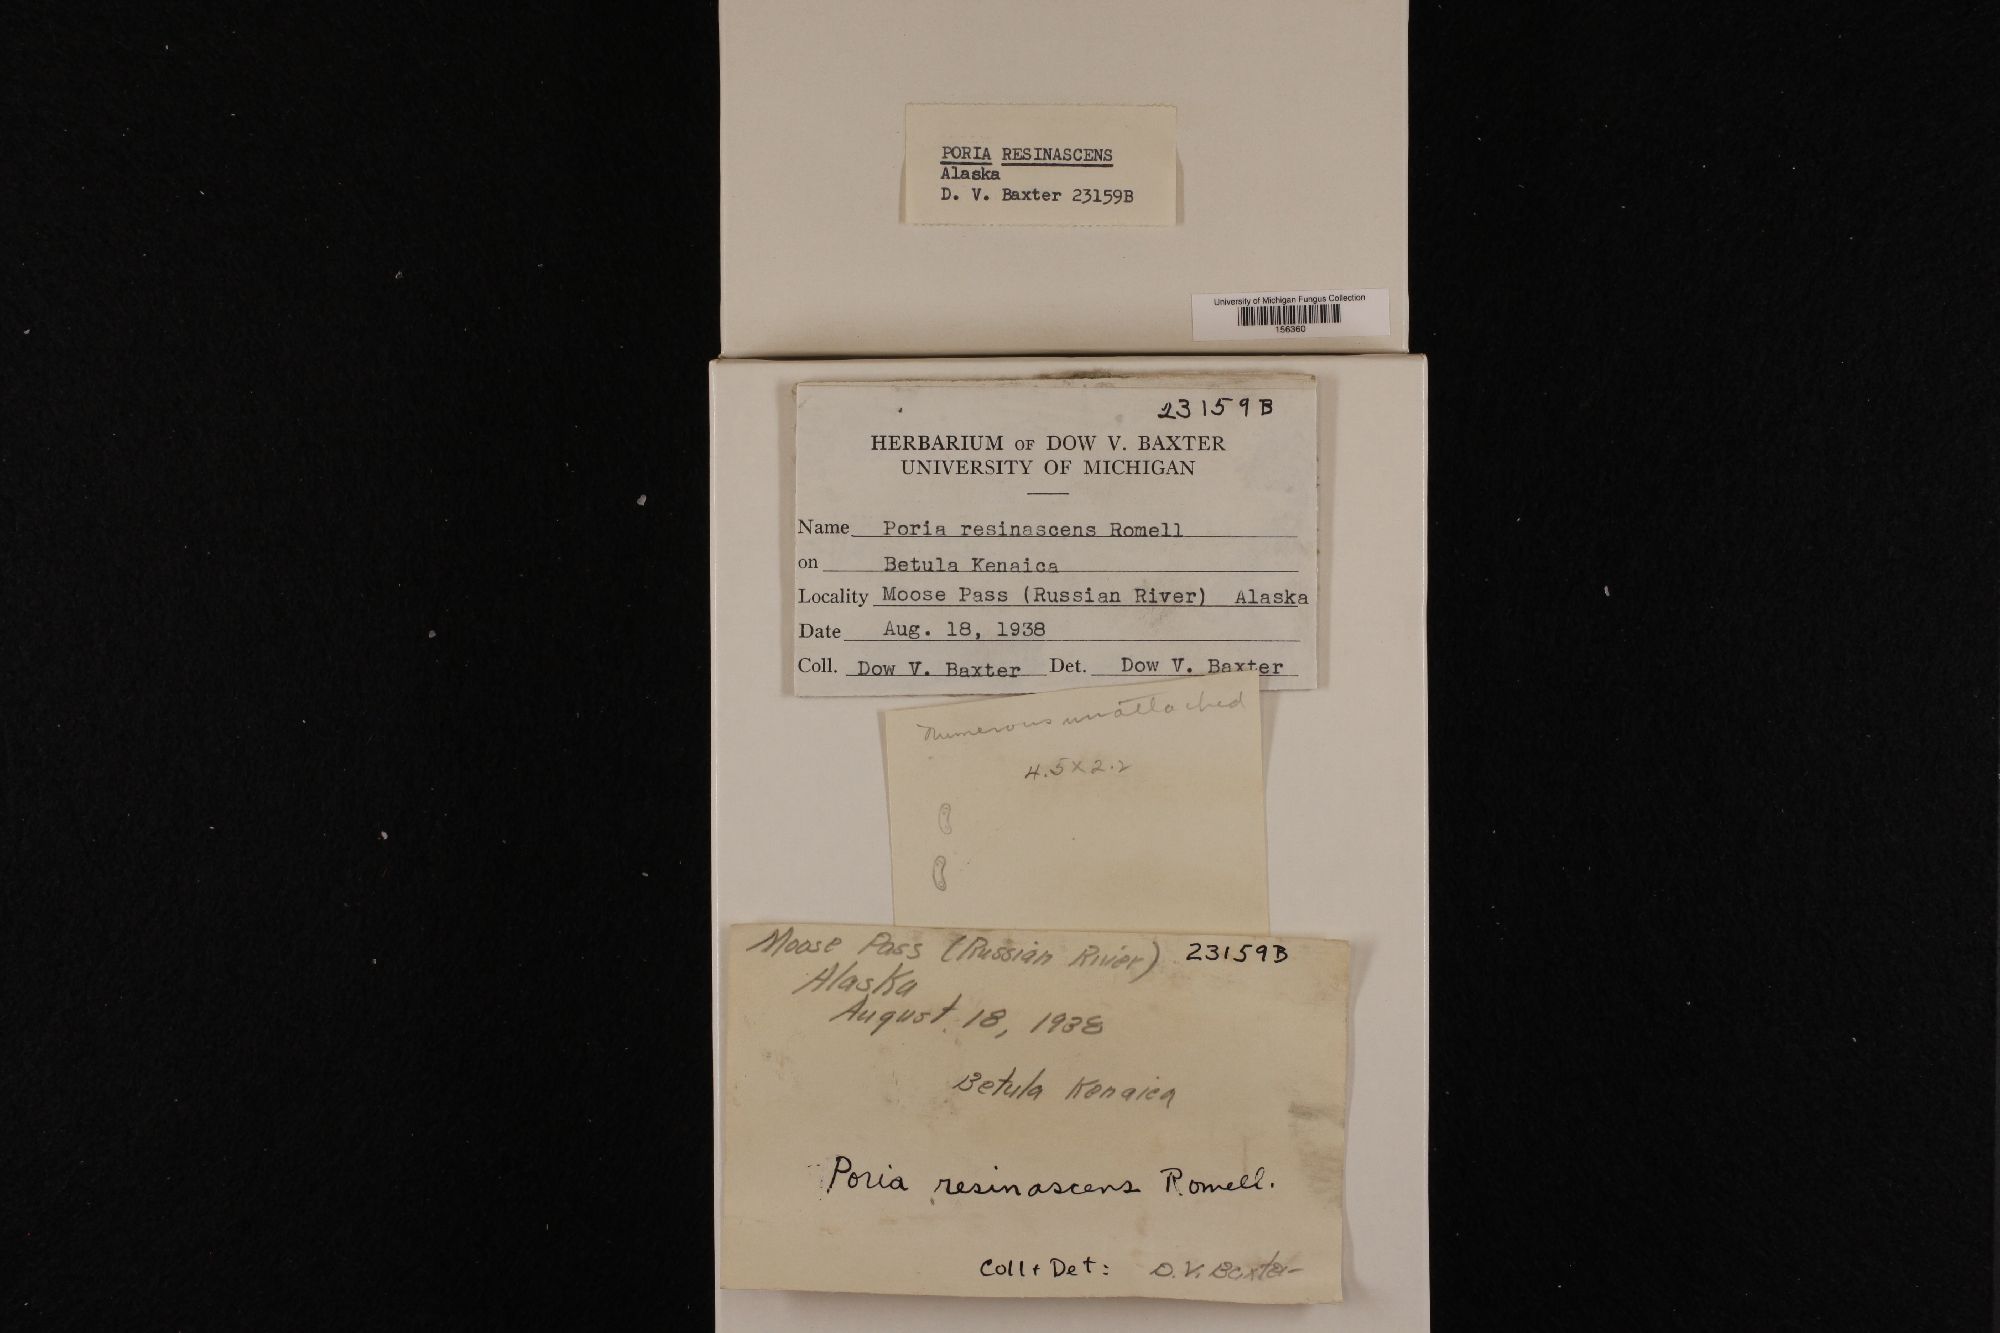 PORIA RESINASCENS
Alaska
D. V. Baxter 23159B
University of Michigan Fungus Collection
156360
23159B
HERBARIUM OF DOW V. BAXTER
UNIVERSITY OF MICHIGAN
Name Poria resinascens Romell
on Betula Kenaica
Locality Moose Pass (Russian River) Alaska
Date Aug. 18, 1938
Coll. Dow V. Baxter Det. Dow V. Baxter
Numerous unattached
4.5×2.2
Moose Pass (Russian River) 23159B
Alaska
August 18, 1938
Betula Kenaica
Poria resinascens Romell.
Coll + Det: D. V. Baxter